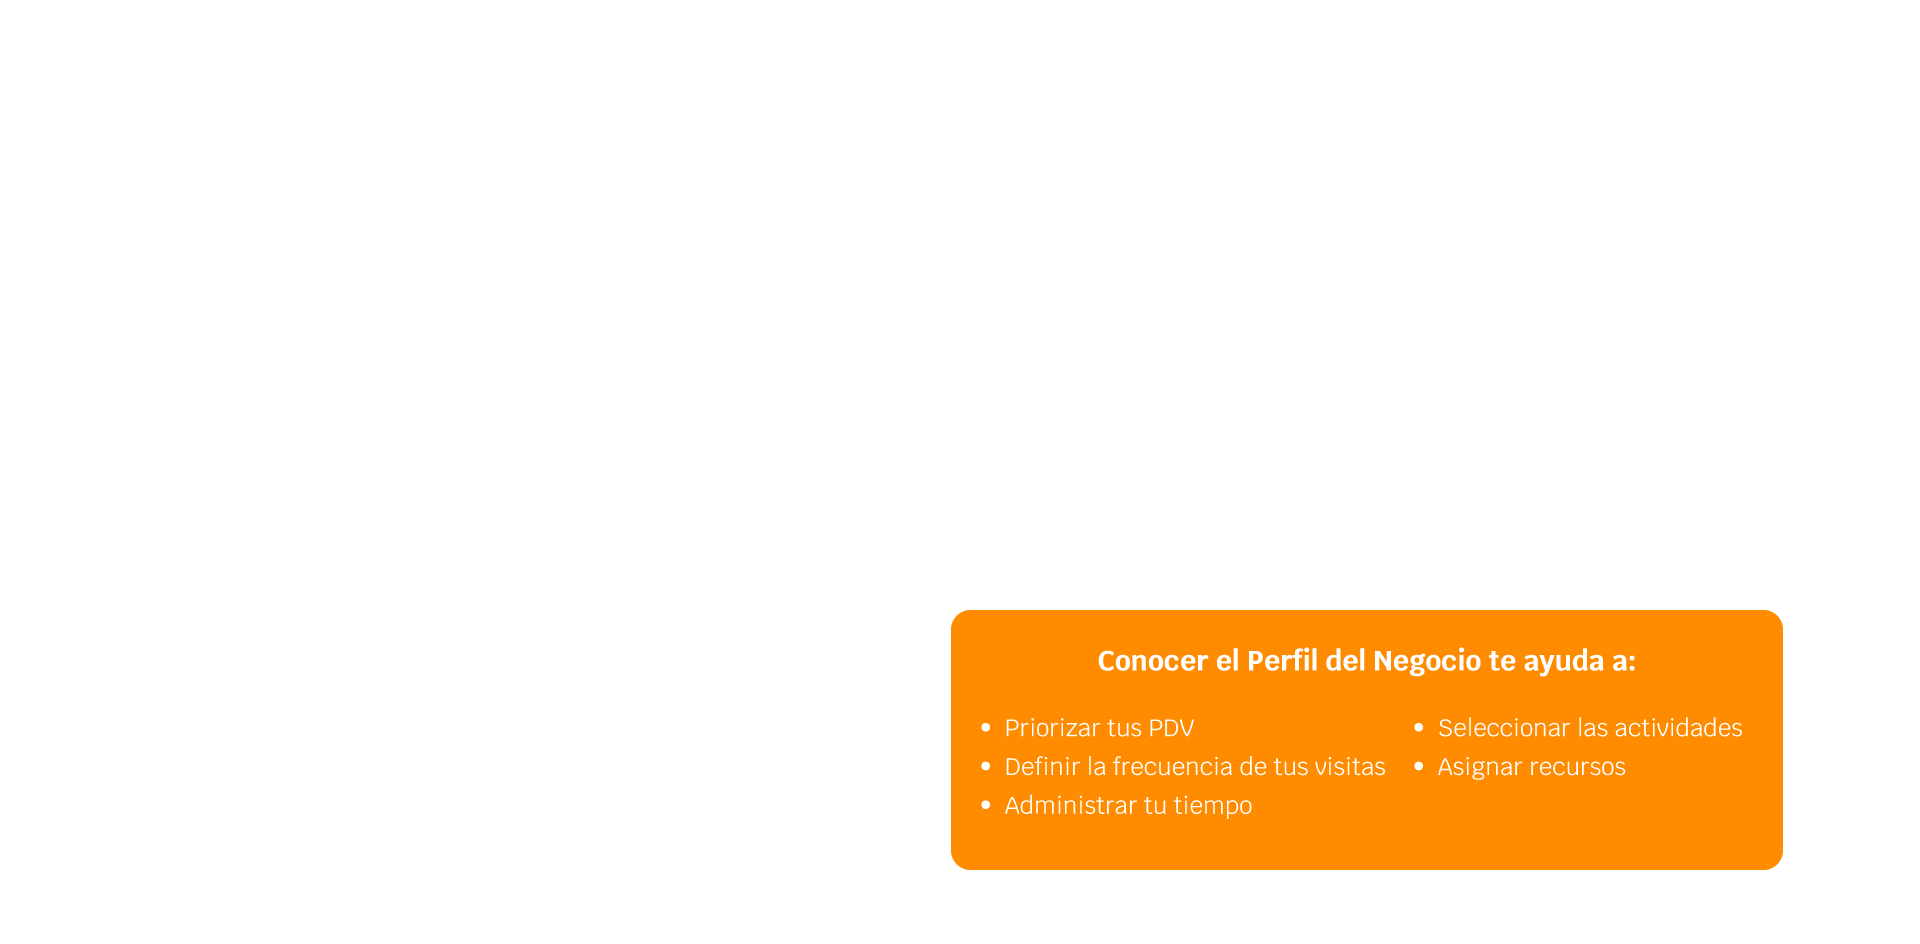 Conocer el Perfil del Negocio te ayuda a:
• Priorizar tus PDV
• Definir la frecuencia de tus visitas
• Administrar tu tiempo
• Seleccionar las actividades
• Asignar recursos